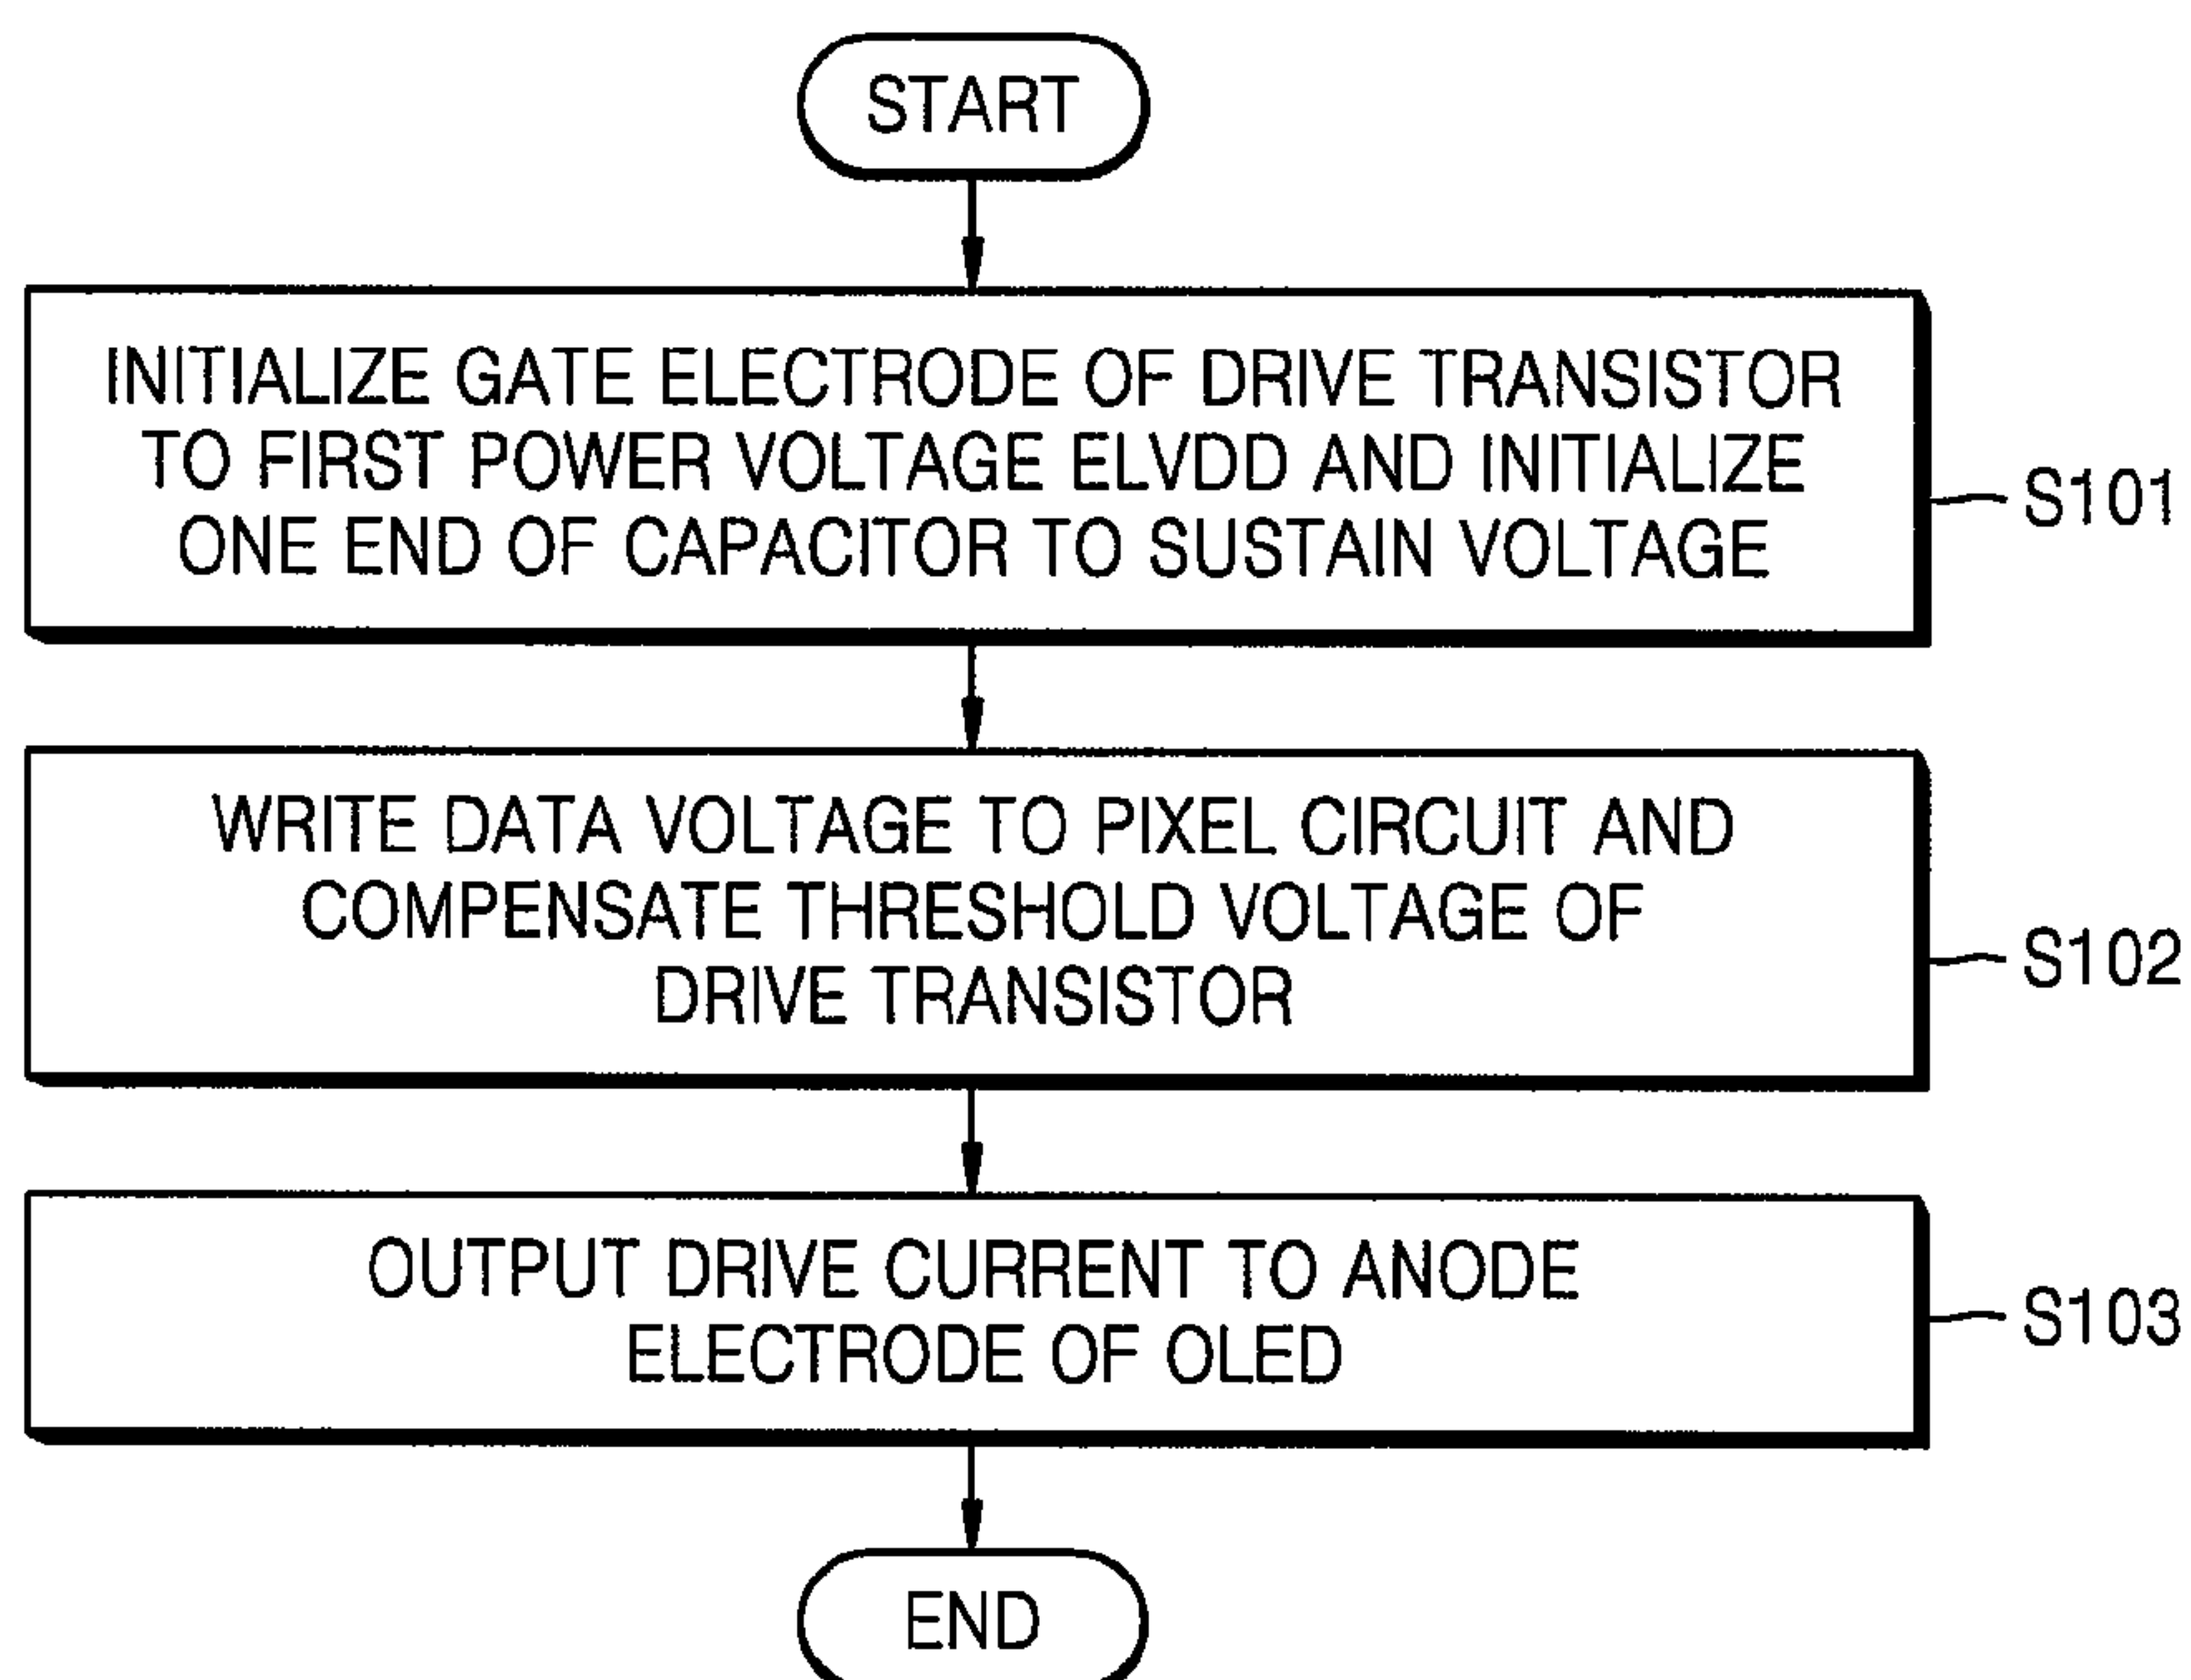 START
INITIALIZE GATE ELECTRODE OF DRIVE TRANSISTOR
TO FIRST POWER VOLTAGE ELVDD AND INITIALIZE
ONE END OF CAPACITOR TO SUSTAIN VOLTAGE
S101
WRITE DATA VOLTAGE TO PIXEL CIRCUIT AND
COMPENSATE THRESHOLD VOLTAGE OF
DRIVE TRANSISTOR
S102
OUTPUT DRIVE CURRENT TO ANODE
ELECTRODE OF OLED
S103
END